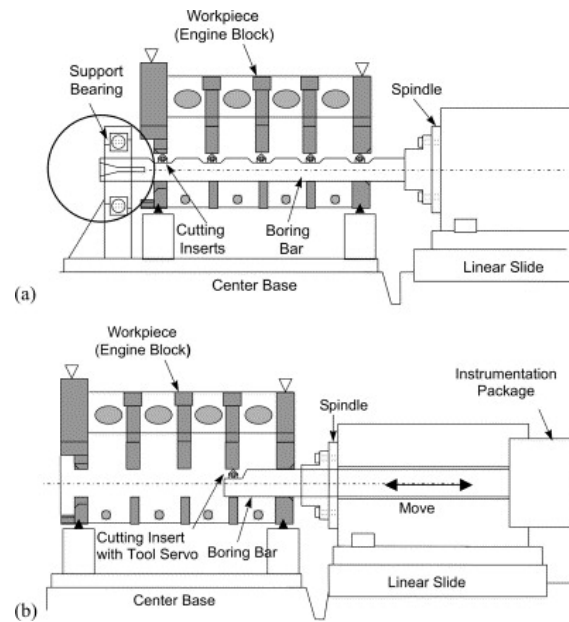 Workpiece
(Engine Block)
Support
Bearing
Spindle
Cutting
Inserts
Boring
Bar
Linear Slide
Center Base
(a)
Workpiece
(Engine Block)
Instrumentation
Package
Spindle
Move
Cutting Insert
with Tool Servo
Boring Bar
Linear Slide
Center Base
(b)